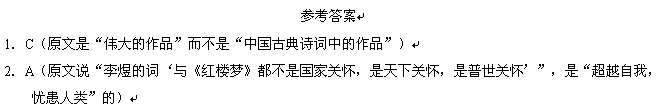 参考答案↵
1. C（原文是“伟大的作品”而不是“中国古典诗词中的作品”）↵
2. A（原文说“李煜的词‘与《红楼梦》都不是国家关怀，是天下关怀，是普世关怀’”，是“超越自我，
忧患人类”的）↵